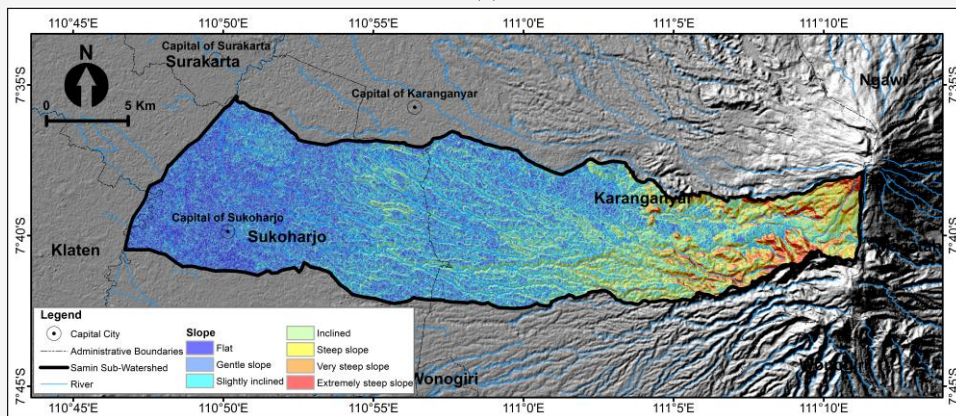 110°45'E 110°50'E 110°55'E 111°0'E 111°5'E 111°10'E
N
Capital of Surakarta
Surakarta
Ngawi
7°35'S 7°35'S
0 5 Km
Capital of Karanganyar
Karanganyar
Capital of Sukoharjo
Sukoharjo
Klaten
7°40'S 7°40'S
Legend
Capital City
Administrative Boundaries
Samin Sub-Watershed
River
Slope
Flat
Gentle slope
Slightly inclined
Inclined
Steep slope
Very steep slope
Extremely steep slope
Wonogiri
7°45'S 7°45'S
110°45'E 110°50'E 110°55'E 111°0'E 111°5'E 111°10'E